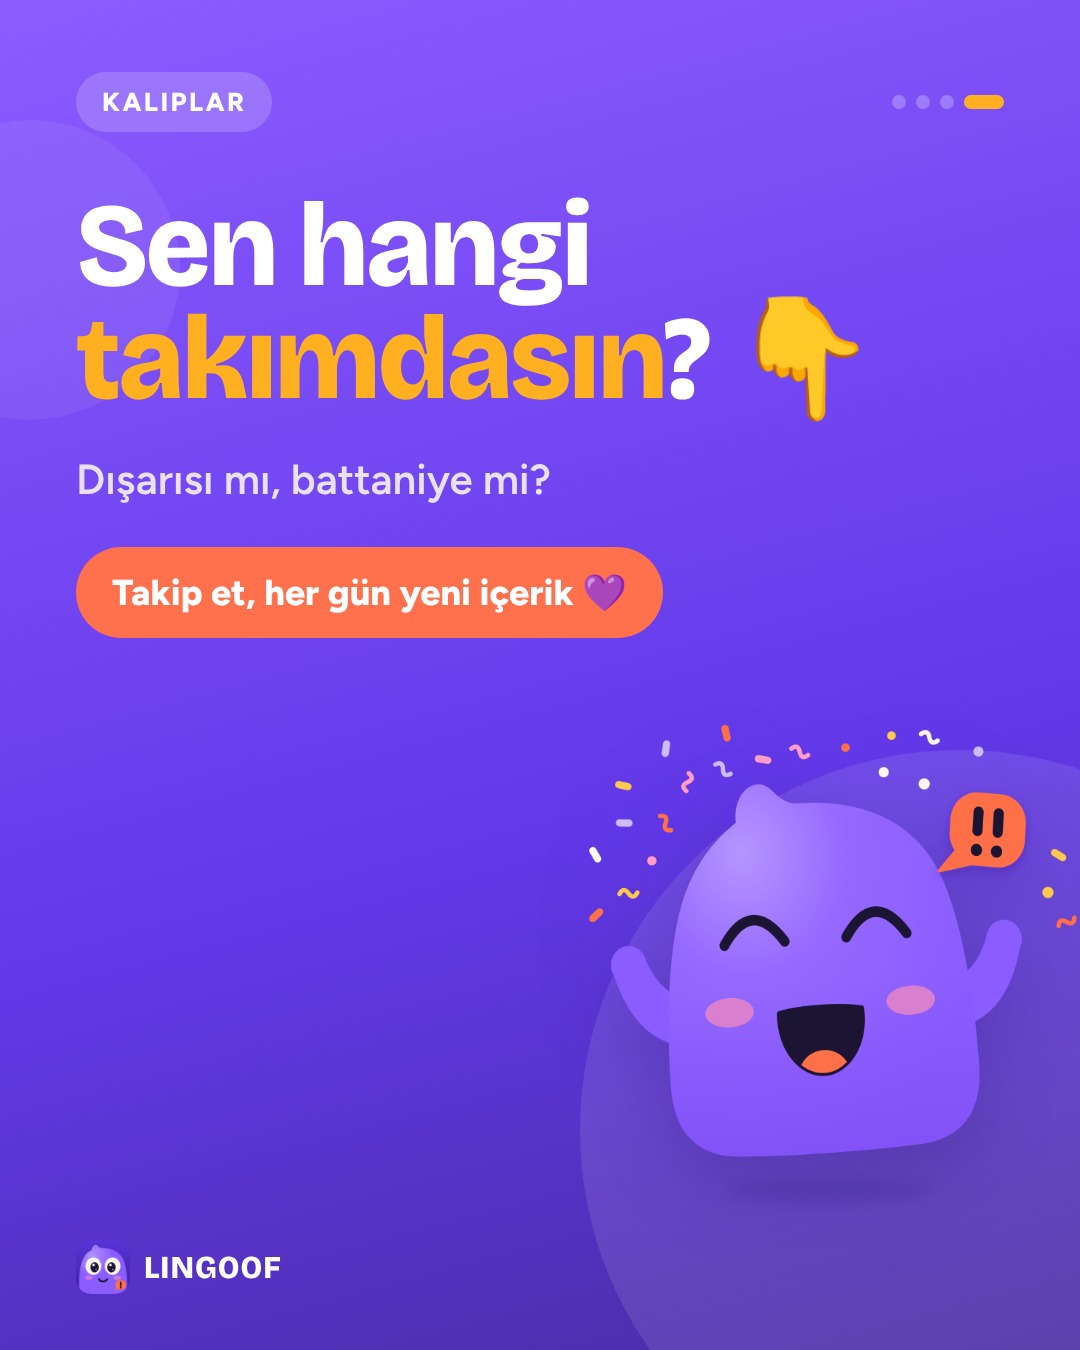 KALIPLAR
Sen hangi
takımdasın? 👇
Dışarısı mı, battaniye mi?
Takip et, her gün yeni içerik 💜
!!
LINGOOF